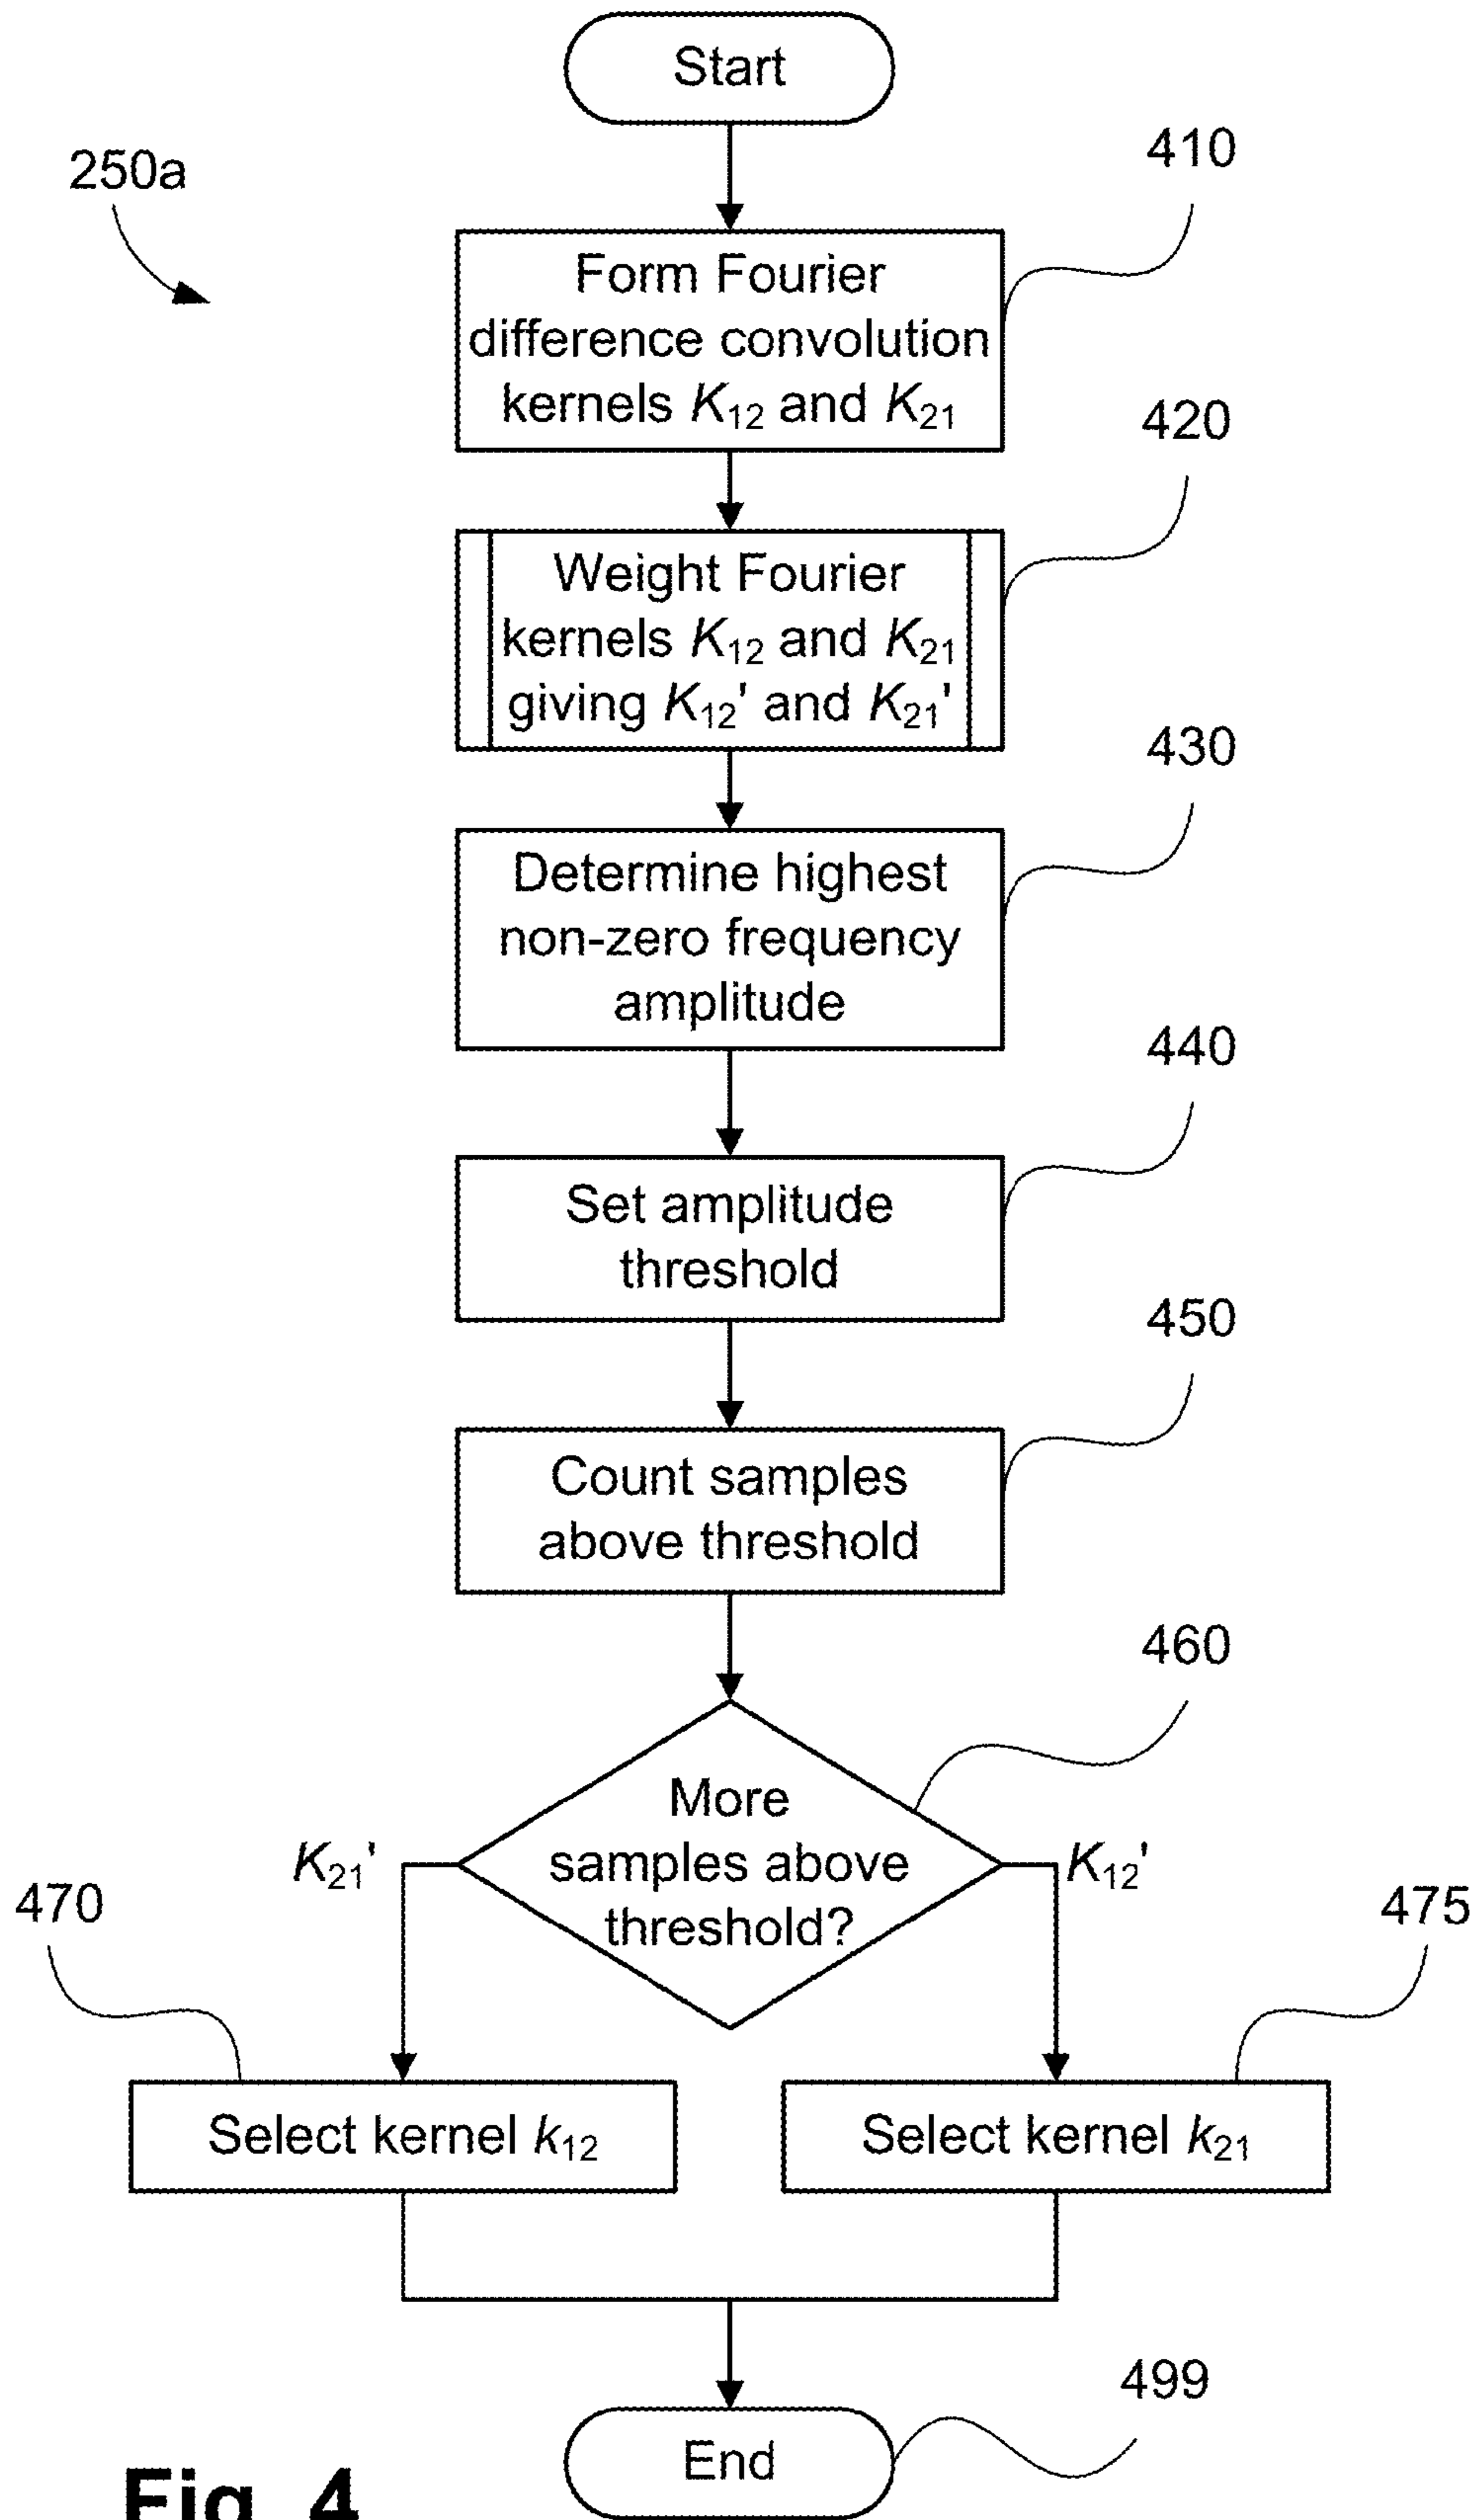 Start
250a
410
Form Fourier
difference convolution
kernels K12 and K21
420
Weight Fourier
kernels K12 and K21
giving K12' and K21'
430
Determine highest
non-zero frequency
amplitude
440
Set amplitude
threshold
450
Count samples
above threshold
460
More
samples above
threshold?
K21'
K12'
470
475
Select kernel k12
Select kernel k21
499
End
Fig. 4